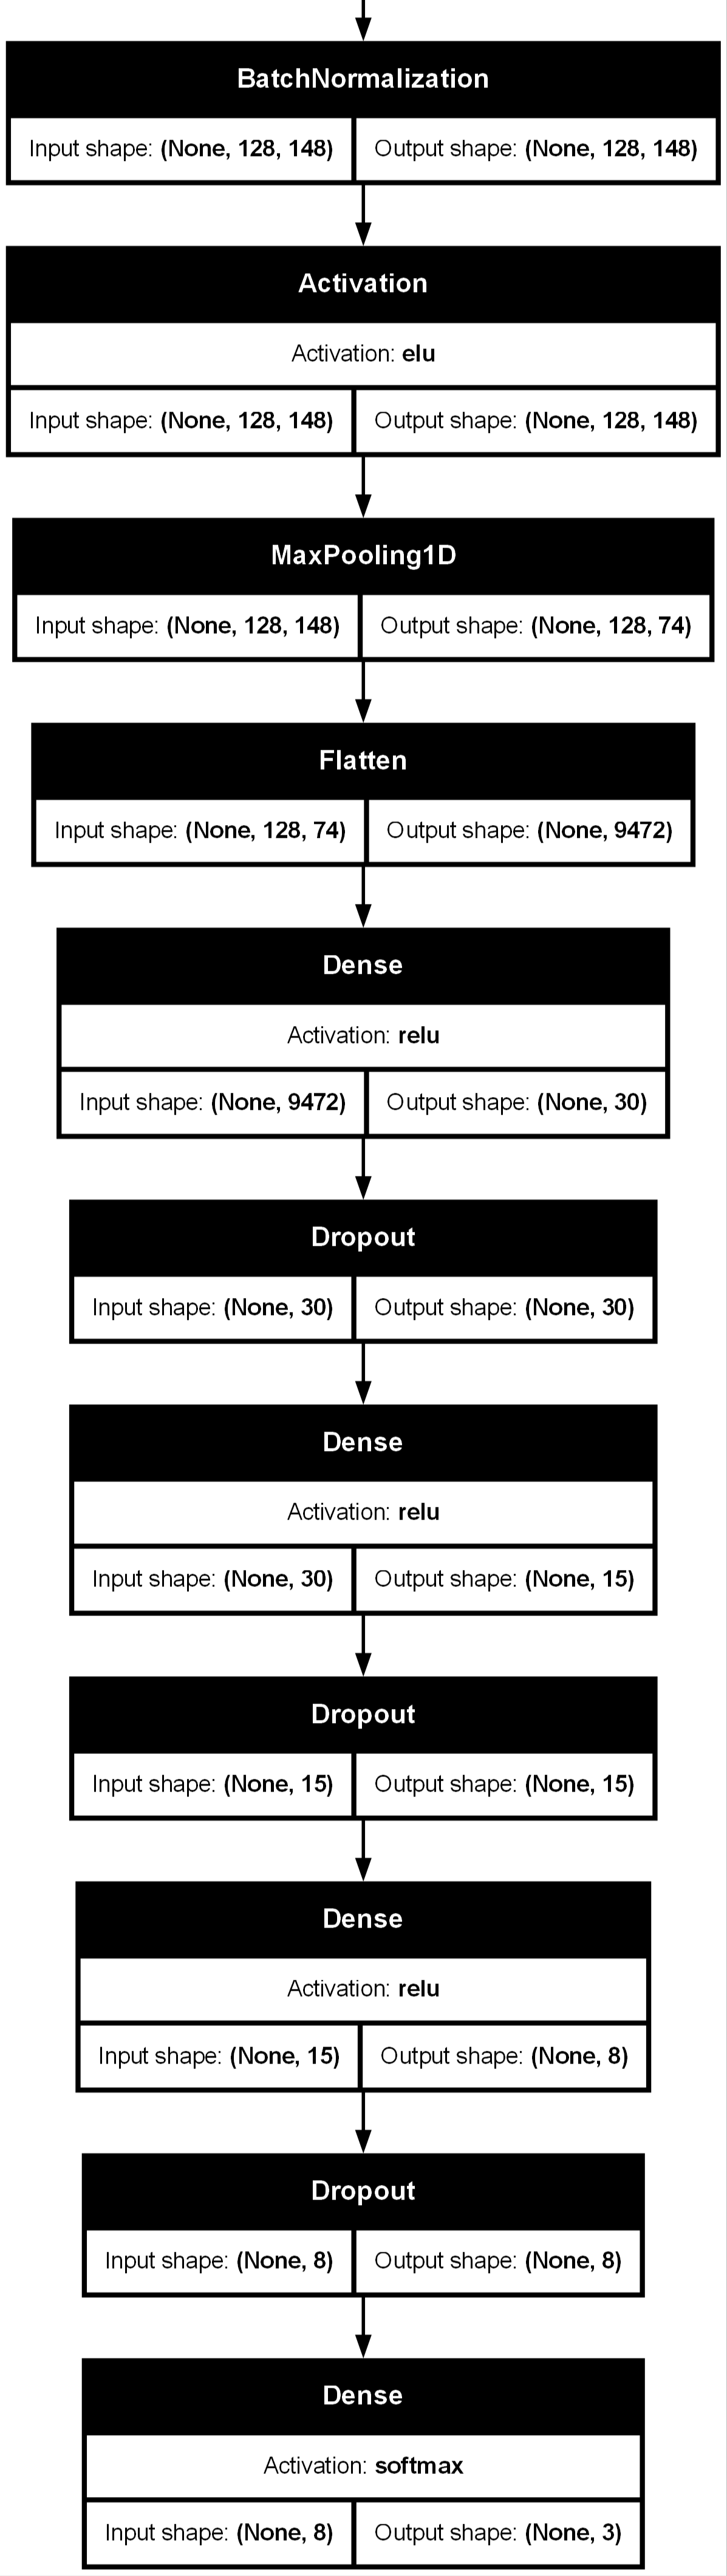 BatchNormalization
Input shape: (None, 128, 148) Output shape: (None, 128, 148)
Activation
Activation: elu
Input shape: (None, 128, 148) Output shape: (None, 128, 148)
MaxPooling1D
Input shape: (None, 128, 148) Output shape: (None, 128, 74)
Flatten
Input shape: (None, 128, 74) Output shape: (None, 9472)
Dense
Activation: relu
Input shape: (None, 9472) Output shape: (None, 30)
Dropout
Input shape: (None, 30) Output shape: (None, 30)
Dense
Activation: relu
Input shape: (None, 30) Output shape: (None, 15)
Dropout
Input shape: (None, 15) Output shape: (None, 15)
Dense
Activation: relu
Input shape: (None, 15) Output shape: (None, 8)
Dropout
Input shape: (None, 8) Output shape: (None, 8)
Dense
Activation: softmax
Input shape: (None, 8) Output shape: (None, 3)